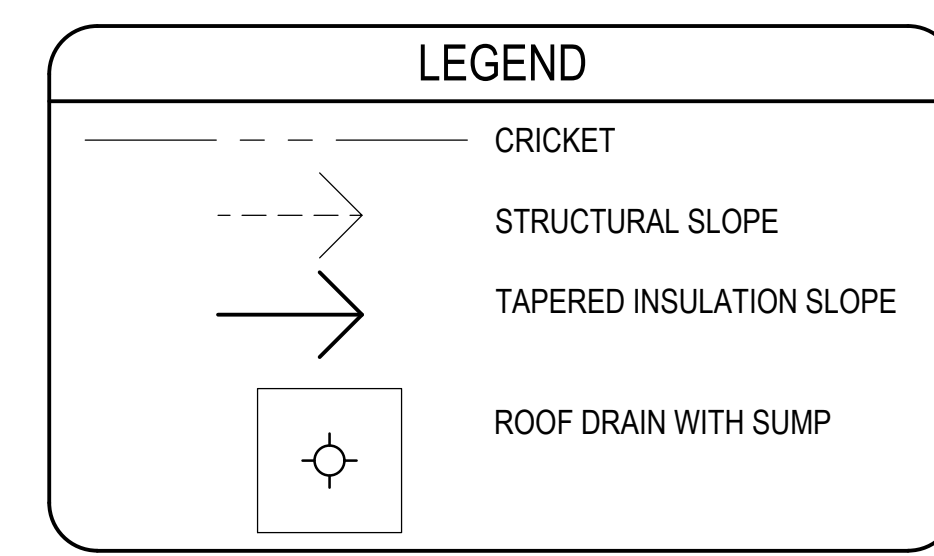 LEGEND
CRICKET
STRUCTURAL SLOPE
TAPERED INSULATION SLOPE
ROOF DRAIN WITH SUMP